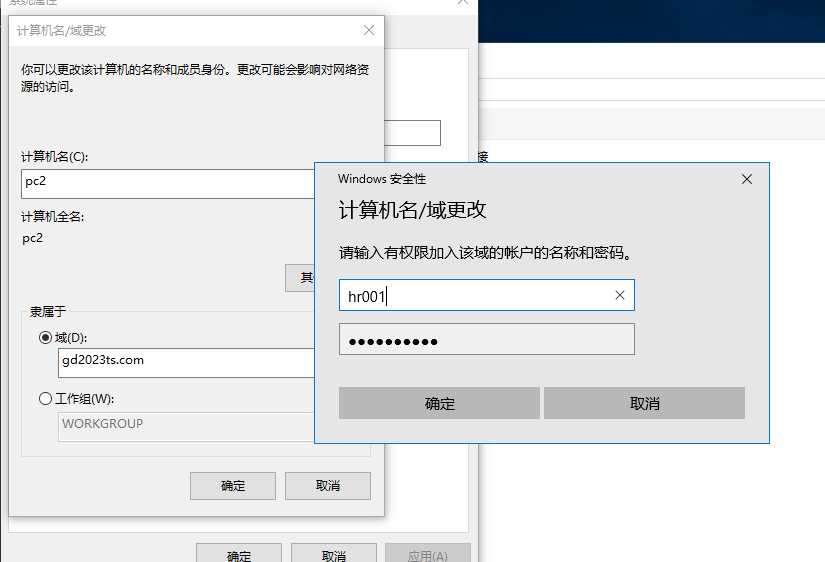 系统属性
计算机名/域更改
你可以更改该计算机的名称和成员身份。更改可能会影响对网络资
源的访问。
计算机名(C):
pc2
计算机全名:
pc2
其
隶属于
域(D):
gd2023ts.com
工作组(W):
WORKGROUP
确定
取消
确定
取消
应用(A)
接
Windows 安全性
计算机名/域更改
请输入有权限加入该域的帐户的名称和密码。
hr001
●●●●●●●●●●
确定
取消